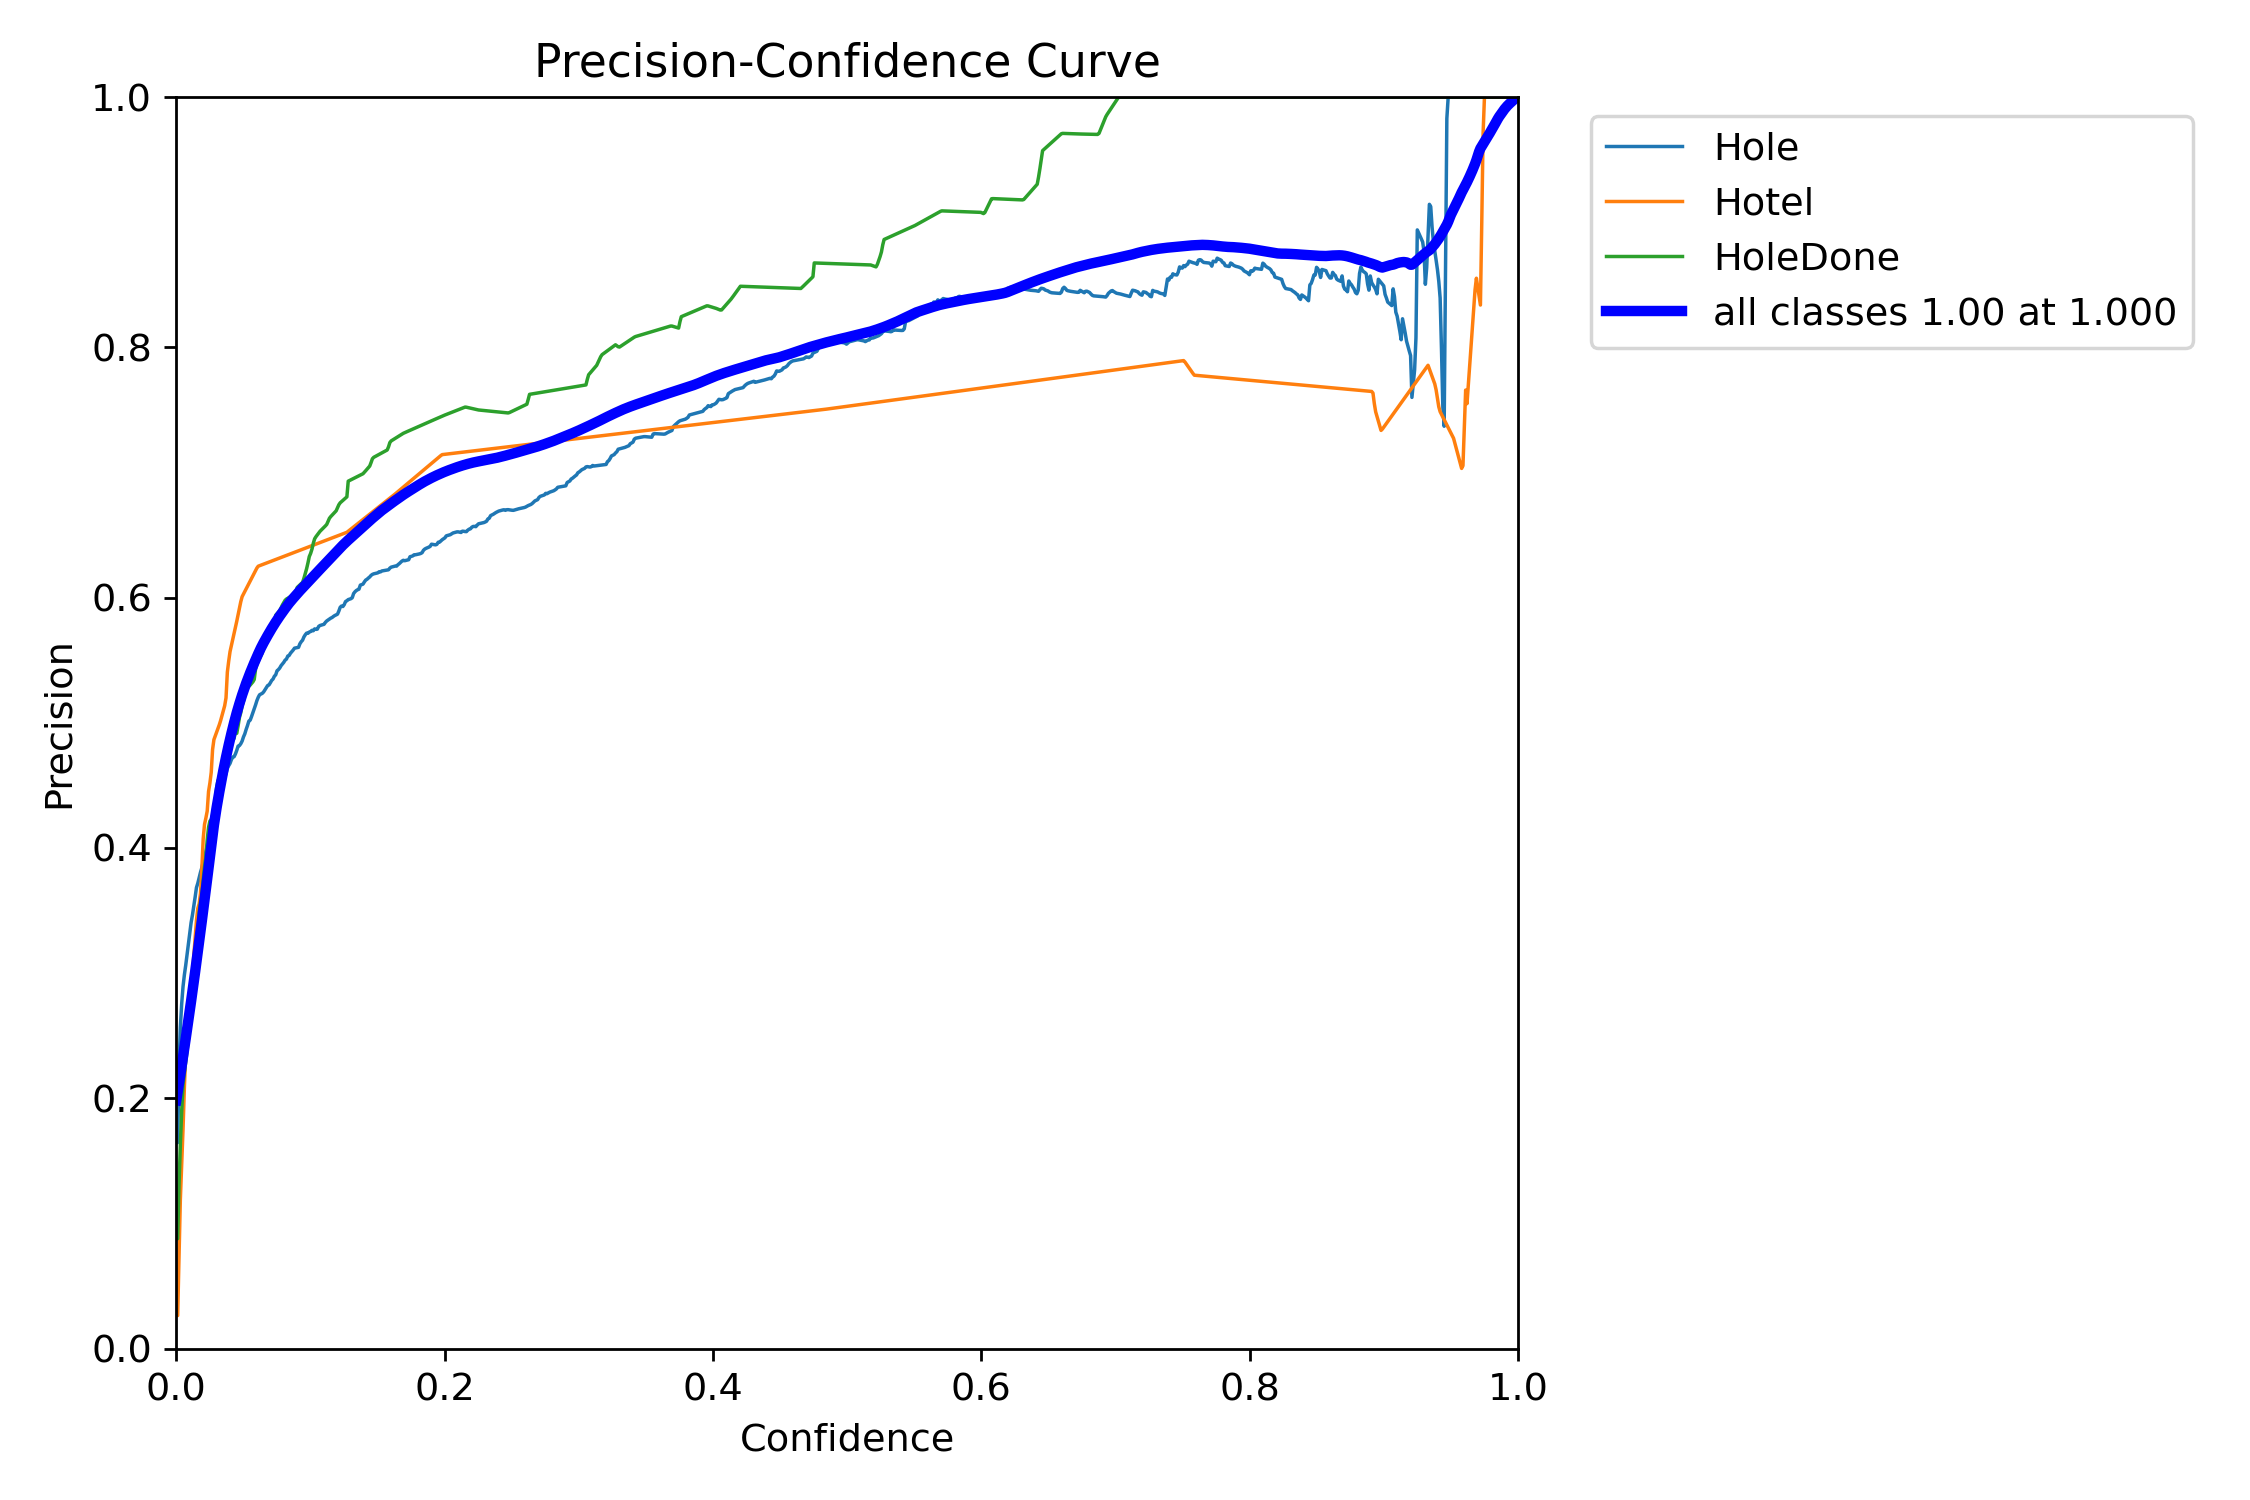 Precision-Confidence Curve
1.0
0.8
0.6
0.4
0.2
0.0
Precision
0.0 0.2 0.4 0.6 0.8 1.0
Confidence
Hole
Hotel
HoleDone
all classes 1.00 at 1.000